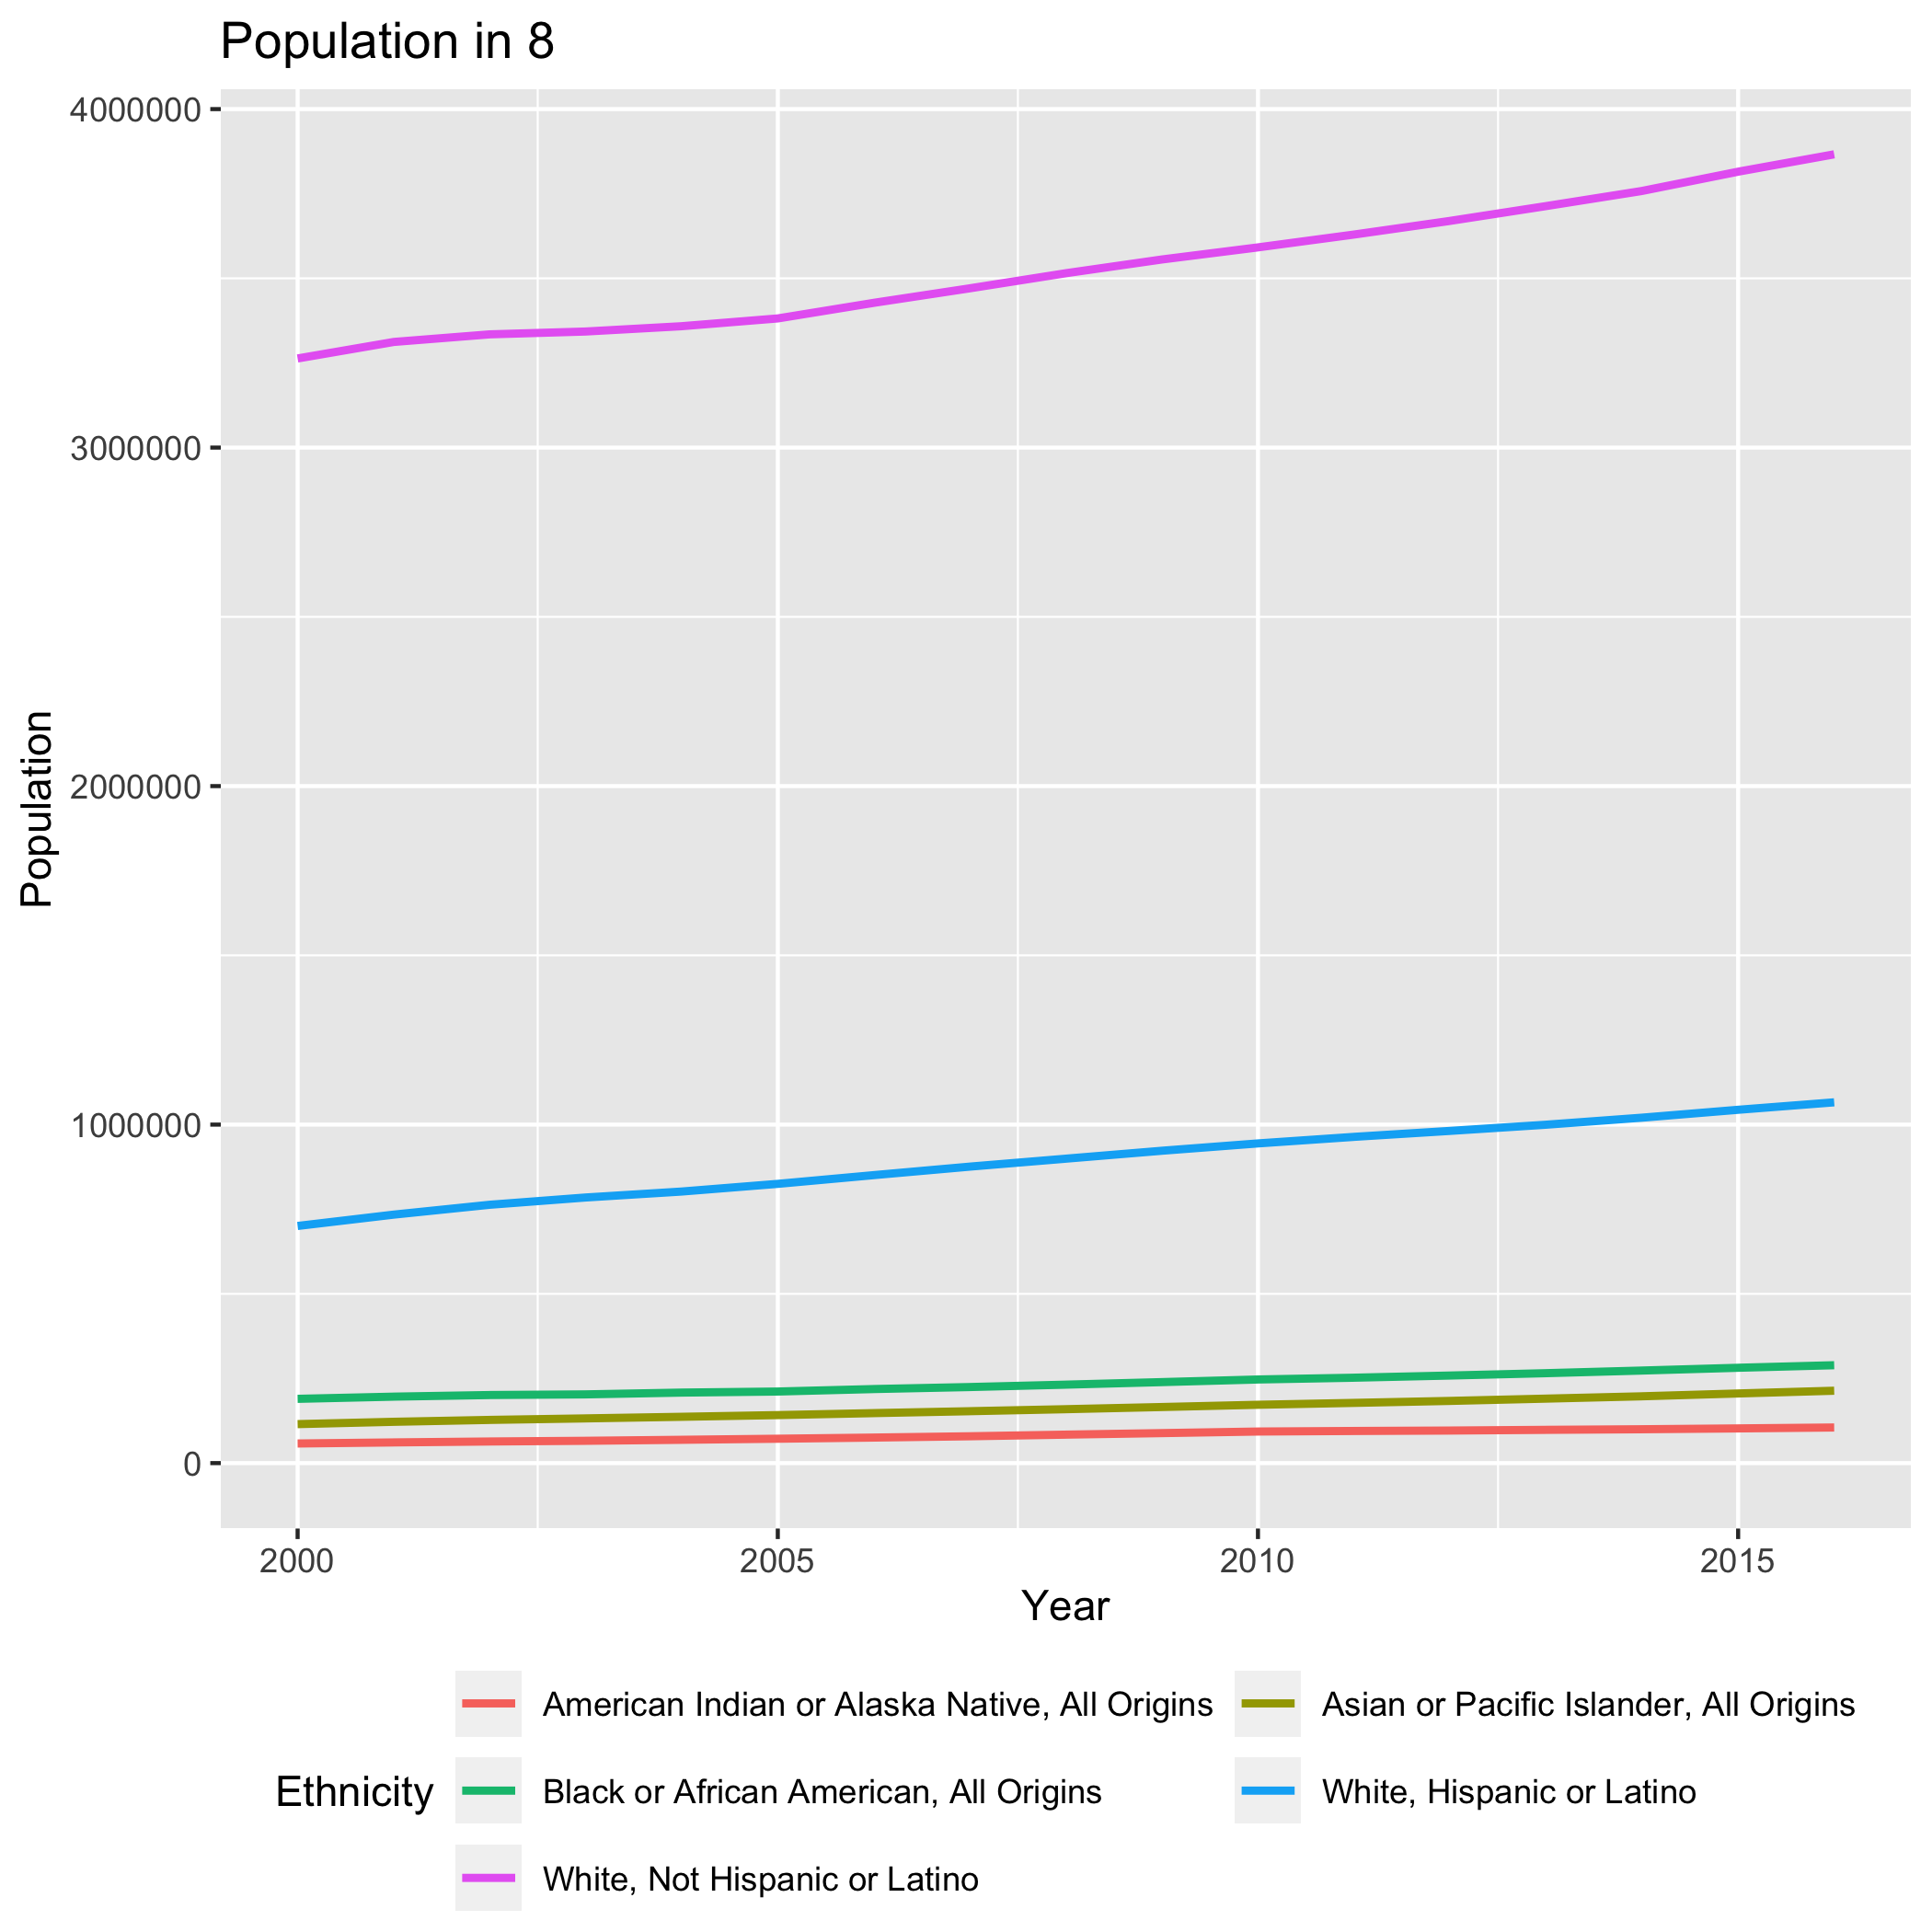 Population in 8
4000000
3000000
2000000
1000000
0
Population
2000 2005 2010 2015
Year
Ethnicity
American Indian or Alaska Native, All Origins
Asian or Pacific Islander, All Origins
Black or African American, All Origins
White, Hispanic or Latino
White, Not Hispanic or Latino